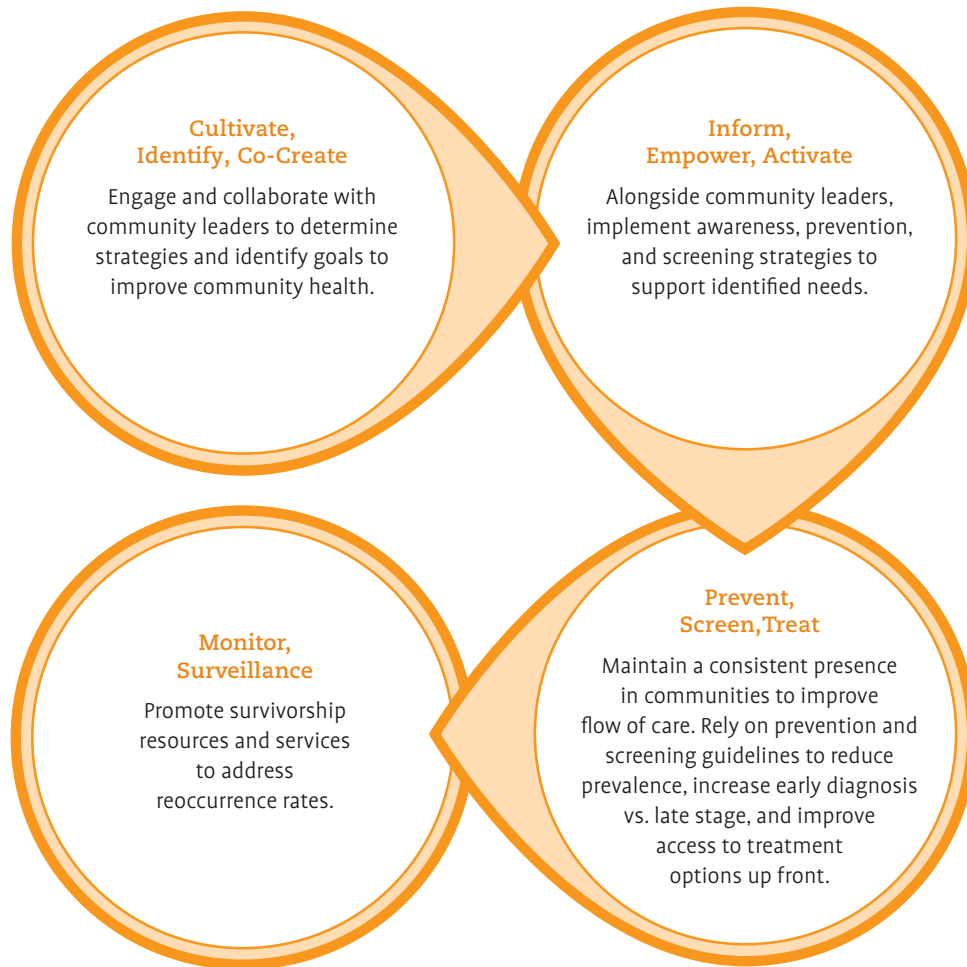 Cultivate,
Identify, Co-Create
Engage and collaborate with
community leaders to determine
strategies and identify goals to
improve community health.
Inform,
Empower, Activate
Alongside community leaders,
implement awareness, prevention,
and screening strategies to
support identified needs.
Prevent,
Screen,Treat
Maintain a consistent presence
in communities to improve
flow of care. Rely on prevention and
screening guidelines to reduce
prevalence, increase early diagnosis
vs. late stage, and improve
access to treatment
options up front.
Monitor,
Surveillance
Promote survivorship
resources and services
to address
reoccurrence rates.